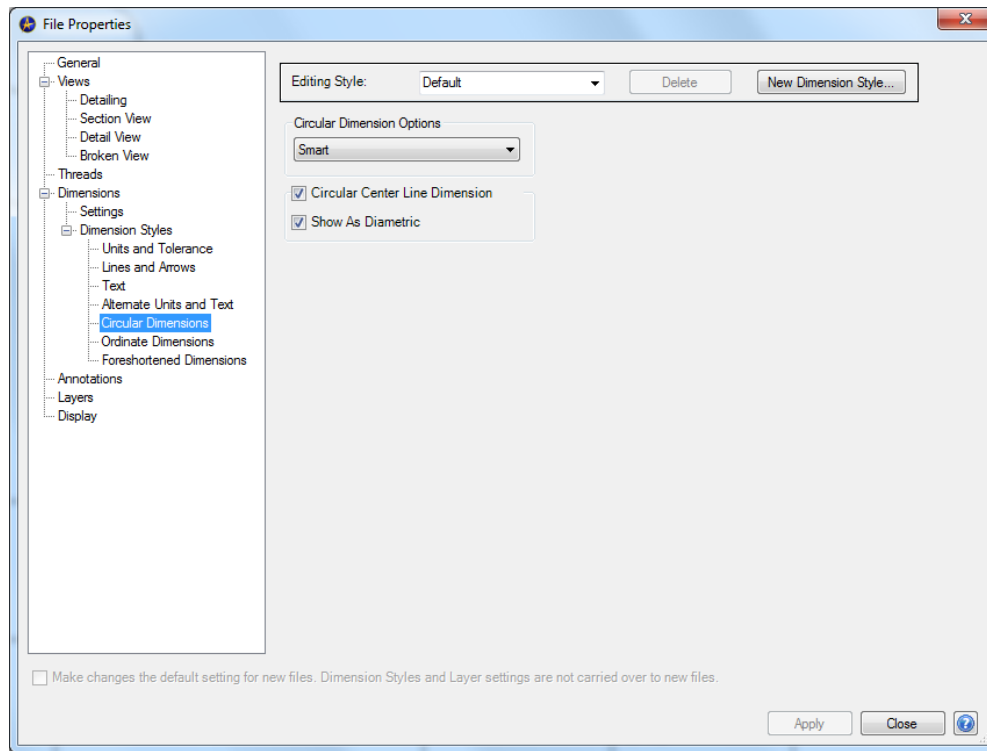 File Properties
General
Views
Detailing
Section View
Detail View
Broken View
Threads
Dimensions
Settings
Dimension Styles
Units and Tolerance
Lines and Arrows
Text
Alternate Units and Text
Circular Dimensions
Ordinate Dimensions
Foreshortened Dimensions
Annotations
Layers
Display
Editing Style: Default Delete New Dimension Style...
Circular Dimension Options
Smart
Circular Center Line Dimension
Show As Diametric
Make changes the default setting for new files. Dimension Styles and Layer settings are not carried over to new files.
Apply Close